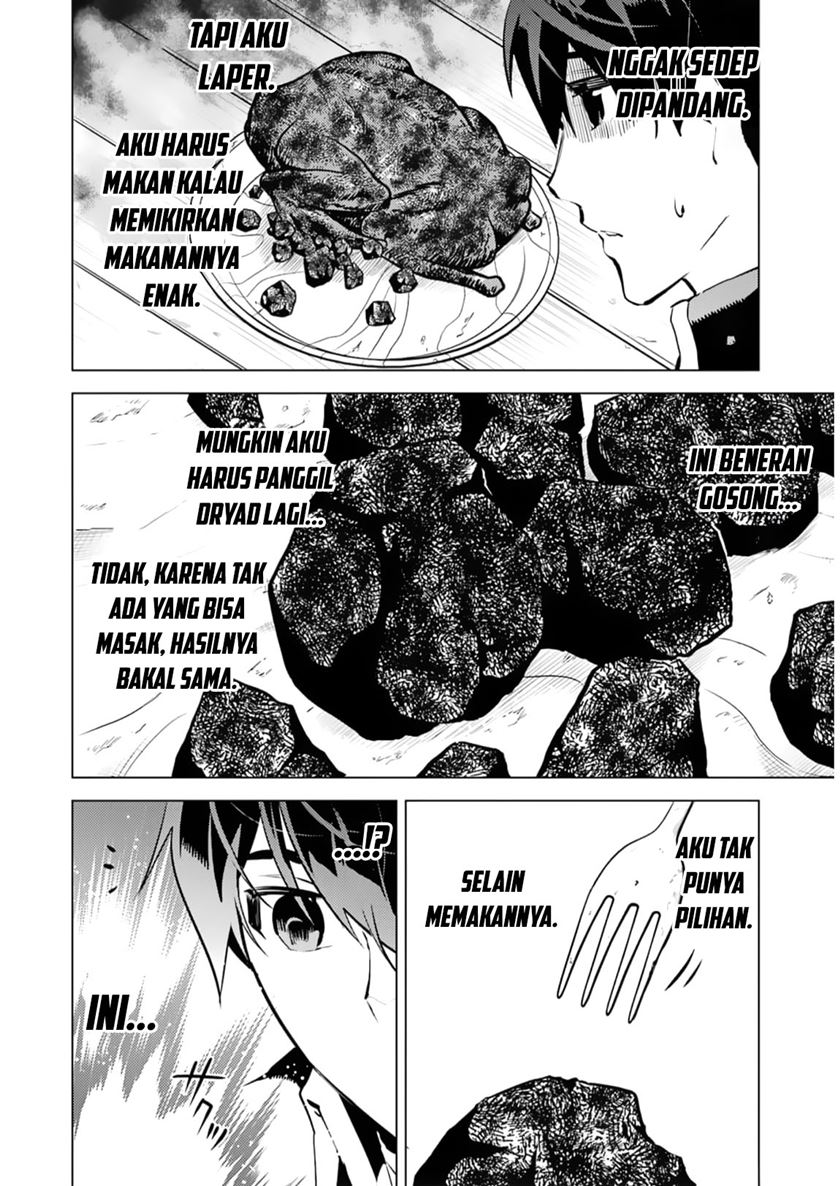 NGGAK SEDEP
DIPANDANG.
TAPI AKU
LAPER.
AKU HARUS
MAKAN KALAU
MEMIKIRKAN
MAKANANNYA
ENAK.
INI BENERAN
GOSONG...
MUNGKIN AKU
HARUS PANGGIL
DRYAD LAGI...
TIDAK, KARENA TAK
ADA YANG BISA
MASAK, HASILNYA
BAKAL SAMA.
AKU TAK
PUNYA
PILIHAN.
SELAIN
MEMAKANNYA.
.....!?
INI...
サク